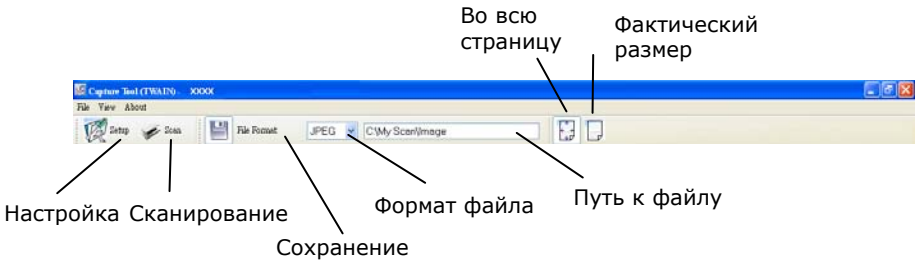 Во всю
страницу
Фактический
размер
Capture Tool (TWAIN) - XXXX
File View About
Setup Scan File Format JPEG C:\My Scan\Image
Настройка Сканирование
Сохранение
Формат файла
Путь к файлу